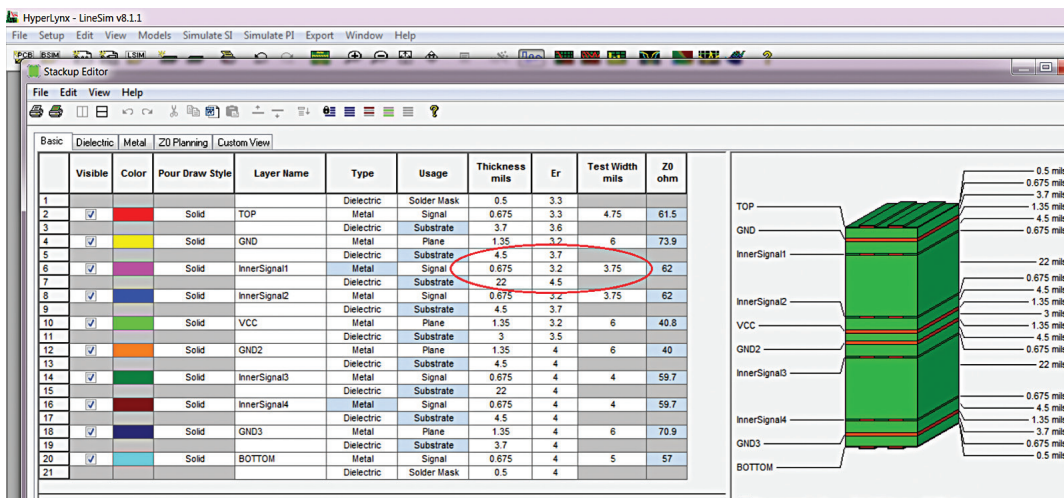 HyperLynx - LineSim v8.1.1
File Setup Edit View Models Simulate SI Simulate PI Export Window Help
Stackup Editor
File Edit View Help
Basic Dielectric Metal Z0 Planning Custom View
Visible Color Pour Draw Style Layer Name Type Usage Thickness mils Er Test Width mils Z0 ohm
1 Dielectric Solder Mask 0.5 3.3
2 Solid TOP Metal Signal 0.675 3.3 4.75 61.5
3 Dielectric Substrate 3.7 3.6
4 Solid GND Metal Plane 1.35 3.2 6 73.9
5 Dielectric Substrate 4.5 3.7
6 Solid InnerSignal1 Metal Signal 0.675 3.2 3.75 62
7 Dielectric Substrate 22 4.5
8 Solid InnerSignal2 Metal Signal 0.675 3.2 3.75 62
9 Dielectric Substrate 4.5 3.7
10 Solid VCC Metal Plane 1.35 3.2 6 40.8
11 Dielectric Substrate 3 3.5
12 Solid GND2 Metal Plane 1.35 4 6 40
13 Dielectric Substrate 4.5 4
14 Solid InnerSignal3 Metal Signal 0.675 4 4 59.7
15 Dielectric Substrate 22 4
16 Solid InnerSignal4 Metal Signal 0.675 4 4 59.7
17 Dielectric Substrate 4.5 4
18 Solid GND3 Metal Plane 1.35 4 6 70.9
19 Dielectric Substrate 3.7 4
20 Solid BOTTOM Metal Signal 0.675 4 5 57
21 Dielectric Solder Mask 0.5 4
TOP
GND
InnerSignal1
InnerSignal2
VCC
GND2
InnerSignal3
InnerSignal4
GND3
BOTTOM
0.5 mils
0.675 mils
3.7 mils
1.35 mils
4.5 mils
0.675 mils
22 mils
0.675 mils
4.5 mils
1.35 mils
3 mils
1.35 mils
4.5 mils
0.675 mils
22 mils
0.675 mils
4.5 mils
1.35 mils
3.7 mils
0.675 mils
0.5 mils